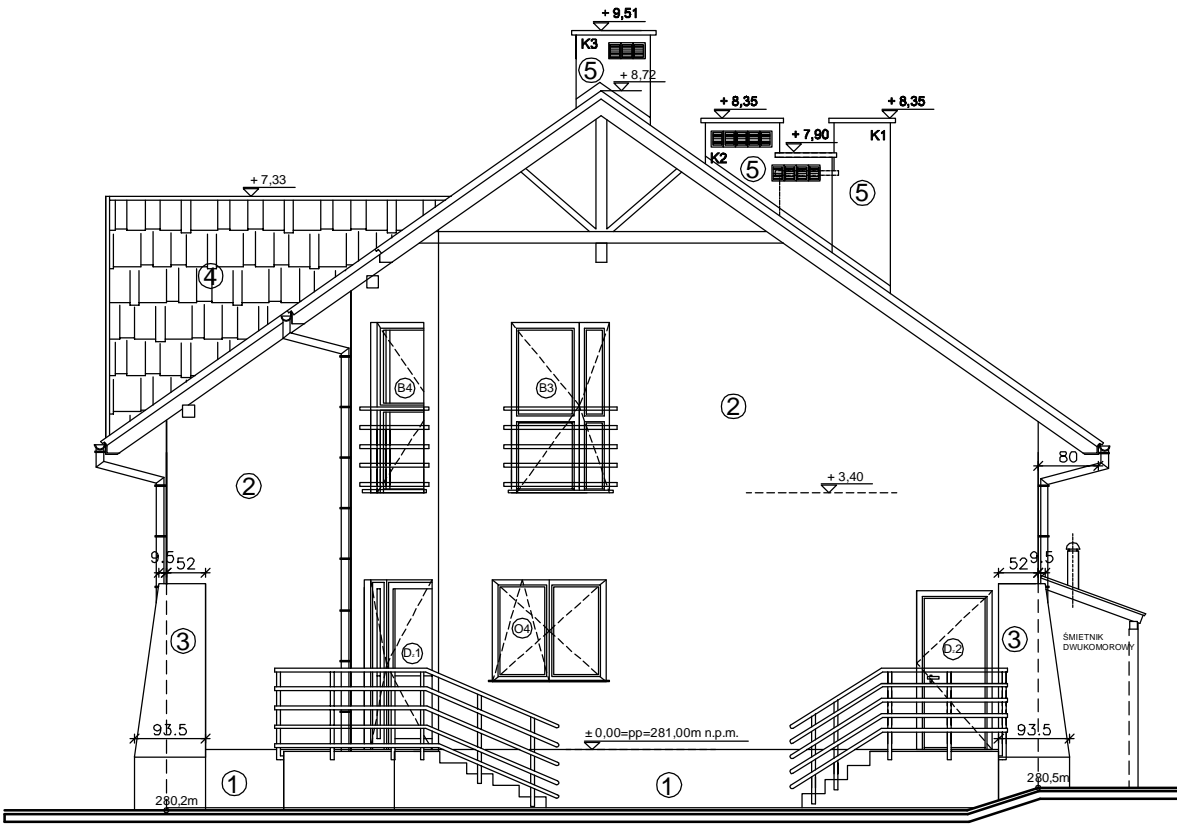 + 9,51
K3
5
+ 8,72
+ 8,35
+ 8,35
K1
+ 7,90
K2
5
5
+ 7,33
4
B4
B3
2
80
2
+ 3,40
9.5
52
52
9.5
3
D.1
O4
D.2
3
ŚMIETNIK
DWUKOMOROWY
93.5
93.5
± 0,00=pp=281,00m n.p.m.
1
1
280,2m
280,5m